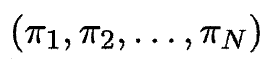 (π₁, π₂, . . . , π_N)